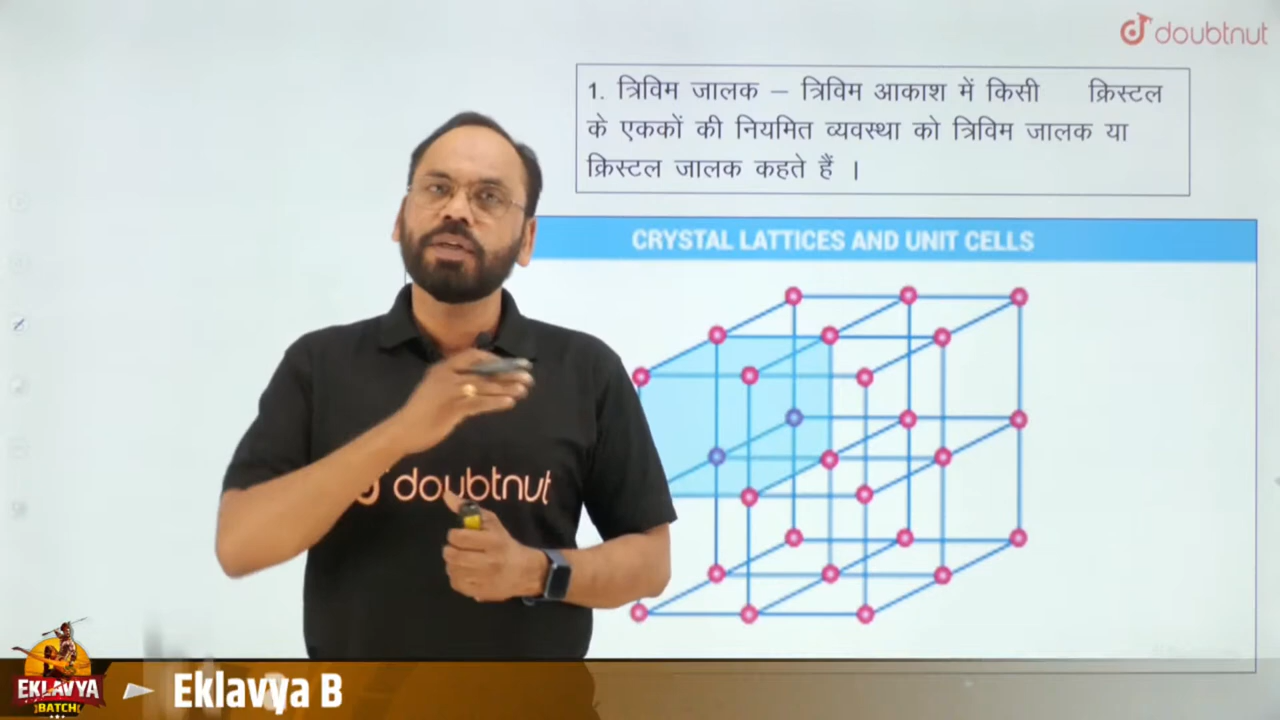 doubtnut
1. त्रिविम जालक – त्रिविम आकाश में किसी क्रिस्टल
के एककों की नियमित व्यवस्था को त्रिविम जालक या
क्रिस्टल जालक कहते हैं ।
CRYSTAL LATTICES AND UNIT CELLS
doubtnut
EKLAVYA
BATCH
Eklavya B